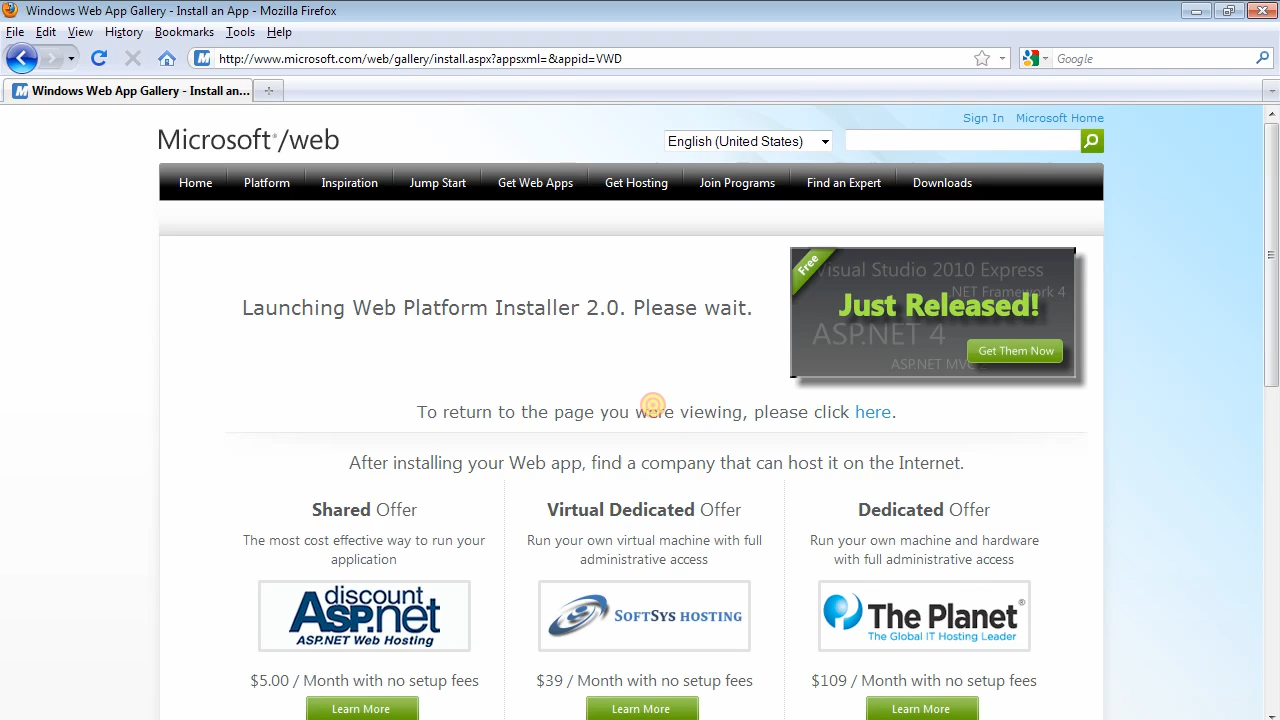 Windows Web App Gallery - Install an App - Mozilla Firefox
File Edit View History Bookmarks Tools Help
http://www.microsoft.com/web/gallery/install.aspx?appsxml=&appid=VWD
Google
Windows Web App Gallery - Install an...
Sign In Microsoft Home
Microsoft®/web
English (United States)
Home Platform Inspiration Jump Start Get Web Apps Get Hosting Join Programs Find an Expert Downloads
Launching Web Platform Installer 2.0. Please wait.
Free
Visual Studio 2010 Express
.NET Framework 4
Just Released!
ASP.NET 4
Get Them Now
ASP.NET MVC 2
To return to the page you were viewing, please click here.
After installing your Web app, find a company that can host it on the Internet.
Shared Offer
The most cost effective way to run your
application
discount
ASP.net
ASP.NET Web Hosting
$5.00 / Month with no setup fees
Learn More
Virtual Dedicated Offer
Run your own virtual machine with full
administrative access
SOFTSYS HOSTING
$39 / Month with no setup fees
Learn More
Dedicated Offer
Run your own machine and hardware
with full administrative access
The Planet®
The Global IT Hosting Leader
$109 / Month with no setup fees
Learn More